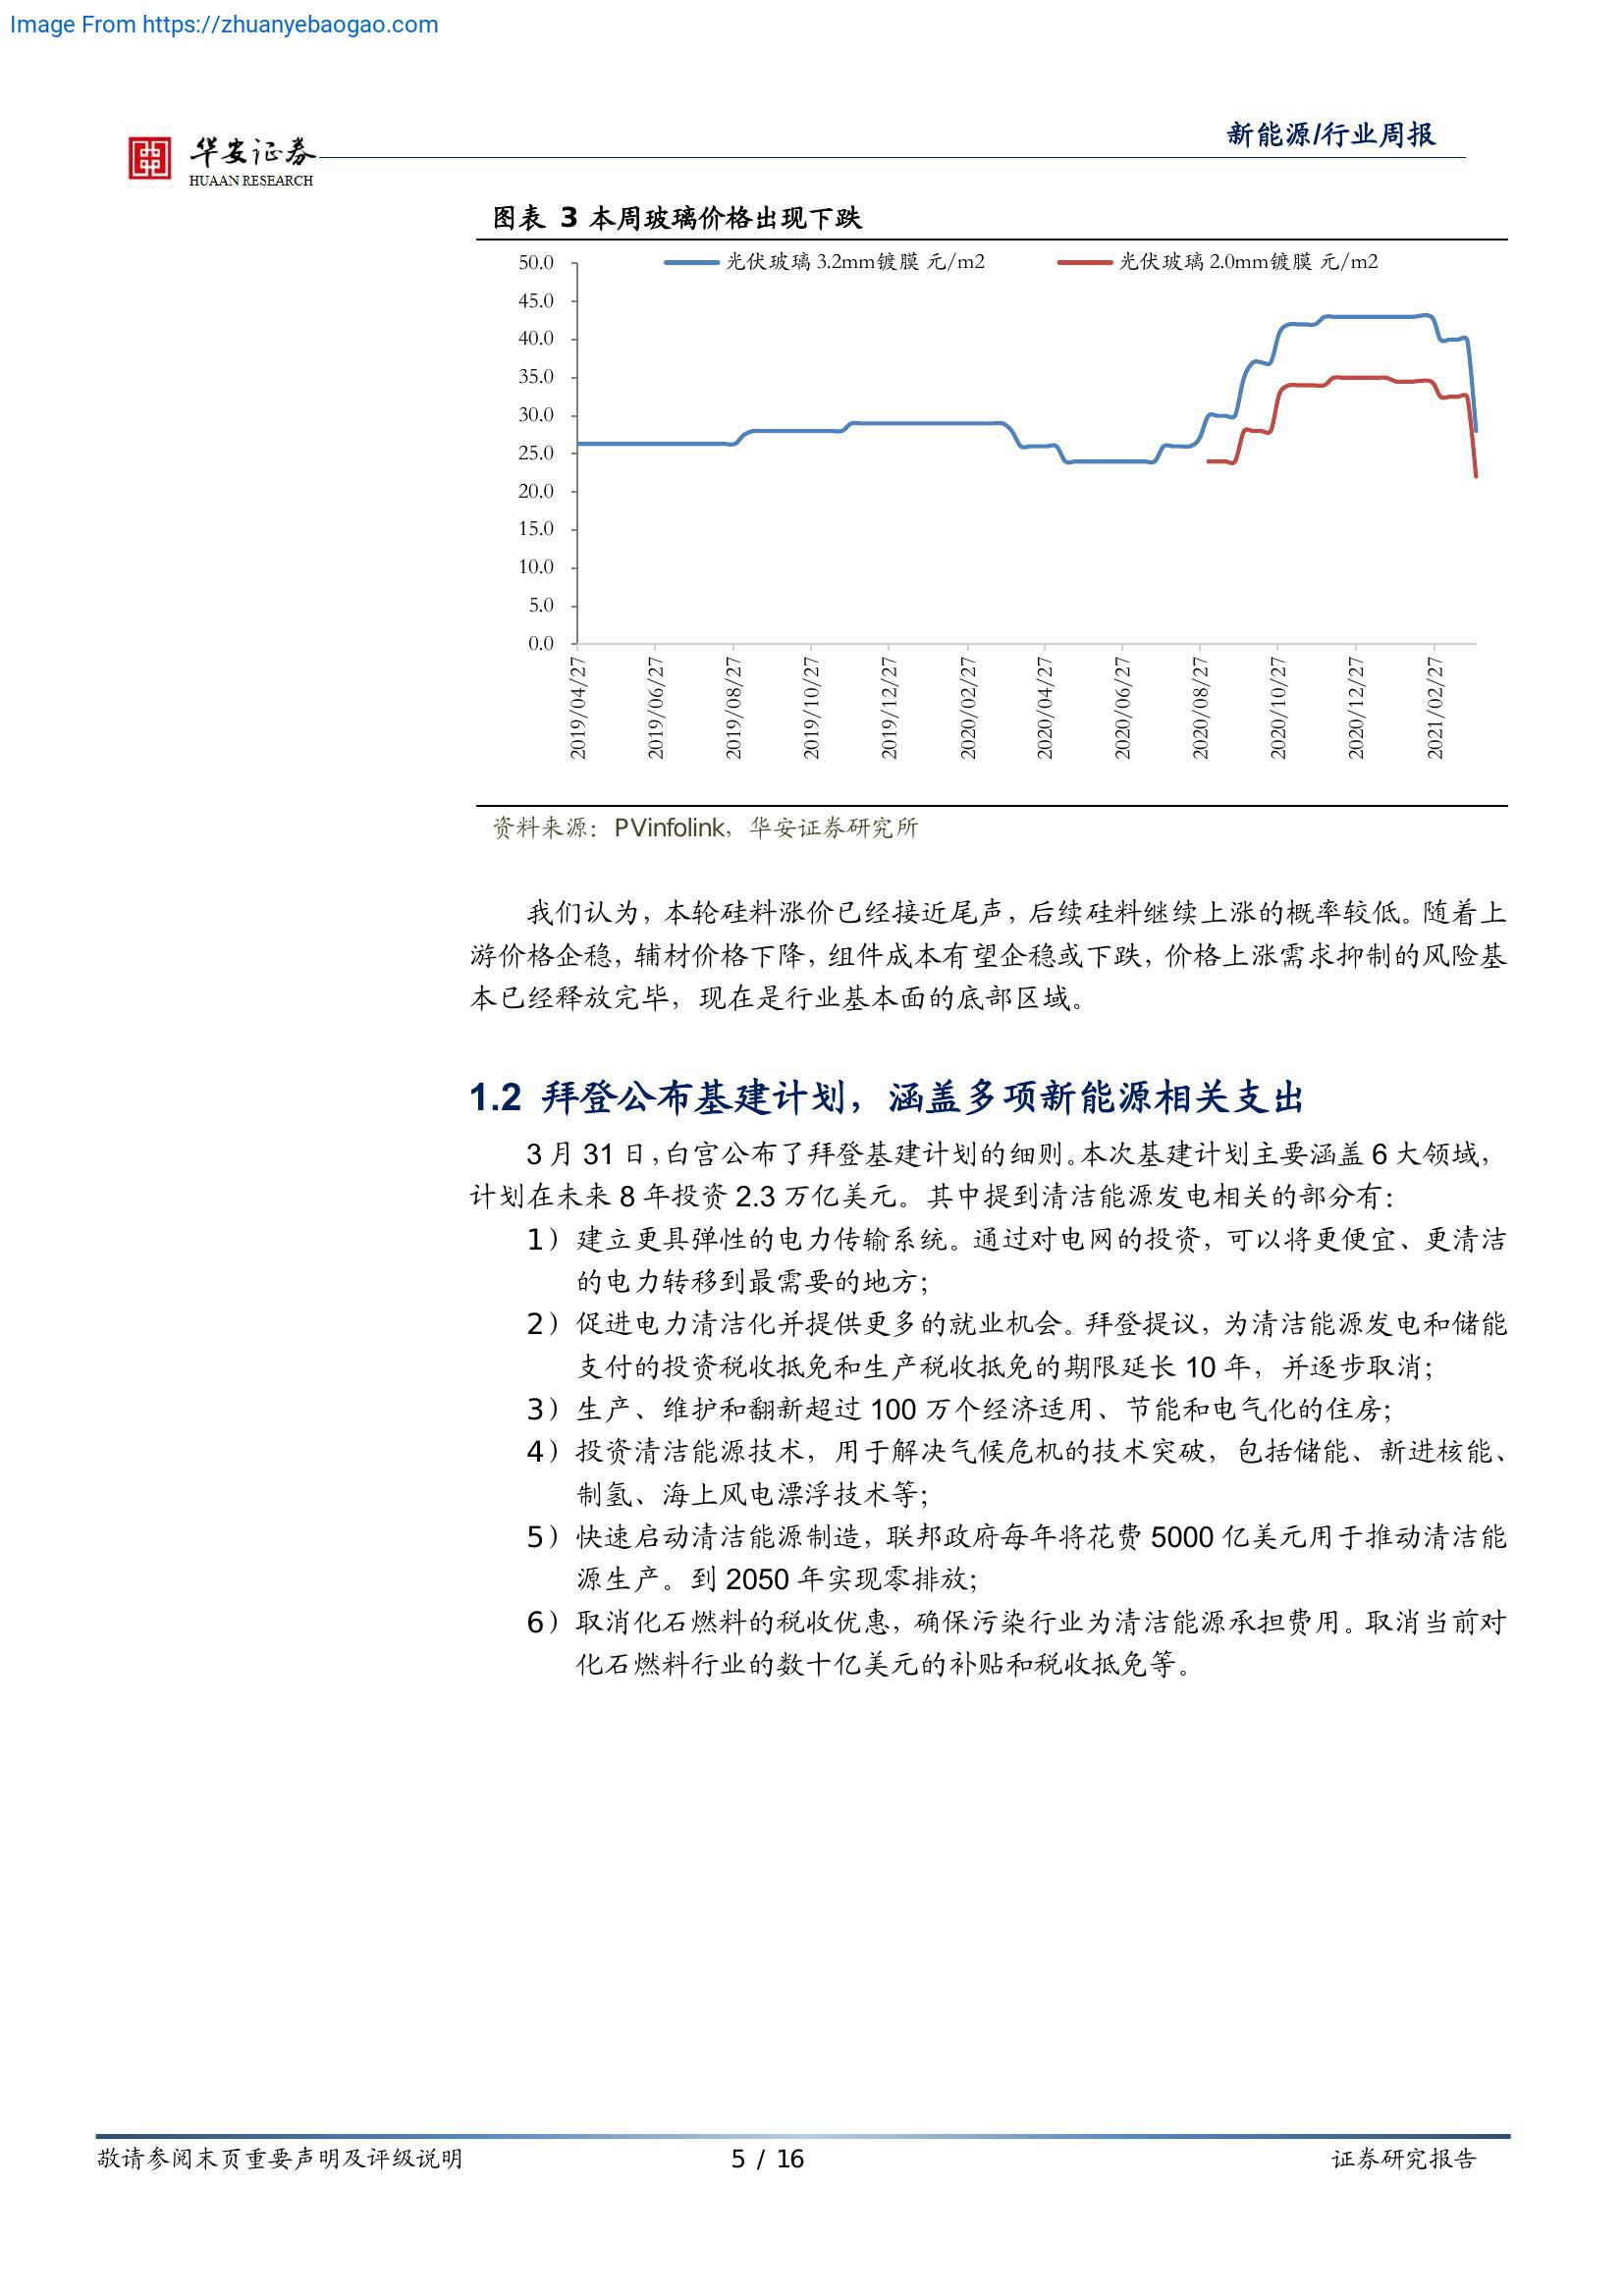 Image From https://zhuanyebaogao.com
华安证券
HUAAN RESEARCH
新能源/行业周报
图表 3 本周玻璃价格出现下跌
光伏玻璃 3.2mm镀膜 元/m2
光伏玻璃 2.0mm镀膜 元/m2
50.0
45.0
40.0
35.0
30.0
25.0
20.0
15.0
10.0
5.0
0.0
2019/04/27
2019/06/27
2019/08/27
2019/10/27
2019/12/27
2020/02/27
2020/04/27
2020/06/27
2020/08/27
2020/10/27
2020/12/27
2021/02/27
资料来源：PVinfolink，华安证券研究所
我们认为，本轮硅料涨价已经接近尾声，后续硅料继续上涨的概率较低。随着上
游价格企稳，辅材价格下降，组件成本有望企稳或下跌，价格上涨需求抑制的风险基
本已经释放完毕，现在是行业基本面的底部区域。
1.2 拜登公布基建计划，涵盖多项新能源相关支出
3 月 31 日，白宫公布了拜登基建计划的细则。本次基建计划主要涵盖 6 大领域，
计划在未来 8 年投资 2.3 万亿美元。其中提到清洁能源发电相关的部分有：
1）建立更具弹性的电力传输系统。通过对电网的投资，可以将更便宜、更清洁
的电力转移到最需要的地方；
2）促进电力清洁化并提供更多的就业机会。拜登提议，为清洁能源发电和储能
支付的投资税收抵免和生产税收抵免的期限延长 10 年，并逐步取消；
3）生产、维护和翻新超过 100 万个经济适用、节能和电气化的住房；
4）投资清洁能源技术，用于解决气候危机的技术突破，包括储能、新进核能、
制氢、海上风电漂浮技术等；
5）快速启动清洁能源制造，联邦政府每年将花费 5000 亿美元用于推动清洁能
源生产。到 2050 年实现零排放；
6）取消化石燃料的税收优惠，确保污染行业为清洁能源承担费用。取消当前对
化石燃料行业的数十亿美元的补贴和税收抵免等。
敬请参阅末页重要声明及评级说明
5 / 16
证券研究报告